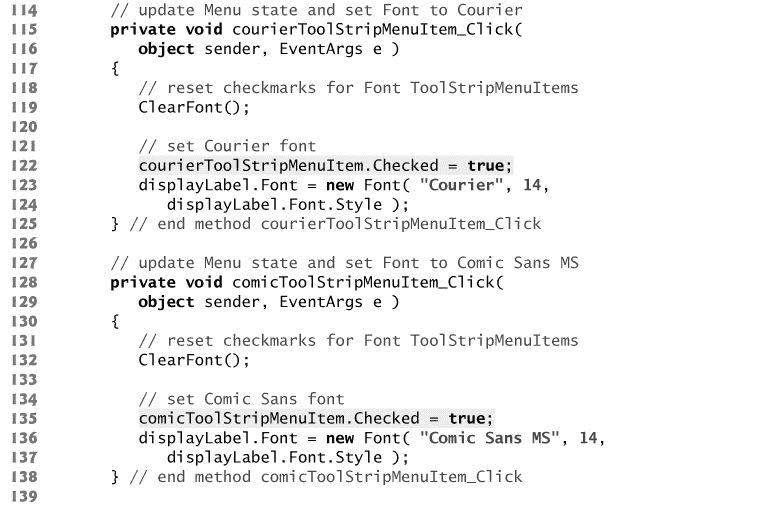 114 // update Menu state and set Font to Courier
115 private void courierToolStripMenuItem_Click(
116 object sender, EventArgs e )
117 {
118 // reset checkmarks for Font ToolStripMenuItems
119 ClearFont();
120
121 // set Courier font
122 courierToolStripMenuItem.Checked = true;
123 displayLabel.Font = new Font( "Courier", 14,
124 displayLabel.Font.Style );
125 } // end method courierToolStripMenuItem_Click
126
127 // update Menu state and set Font to Comic Sans MS
128 private void comicToolStripMenuItem_Click(
129 object sender, EventArgs e )
130 {
131 // reset checkmarks for Font ToolStripMenuItems
132 ClearFont();
133
134 // set Comic Sans font
135 comicToolStripMenuItem.Checked = true;
136 displayLabel.Font = new Font( "Comic Sans MS", 14,
137 displayLabel.Font.Style );
138 } // end method comicToolStripMenuItem_Click
139